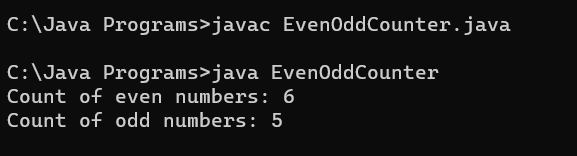 C:\Java Programs>javac EvenOddCounter.java
C:\Java Programs>java EvenOddCounter
Count of even numbers: 6
Count of odd numbers: 5